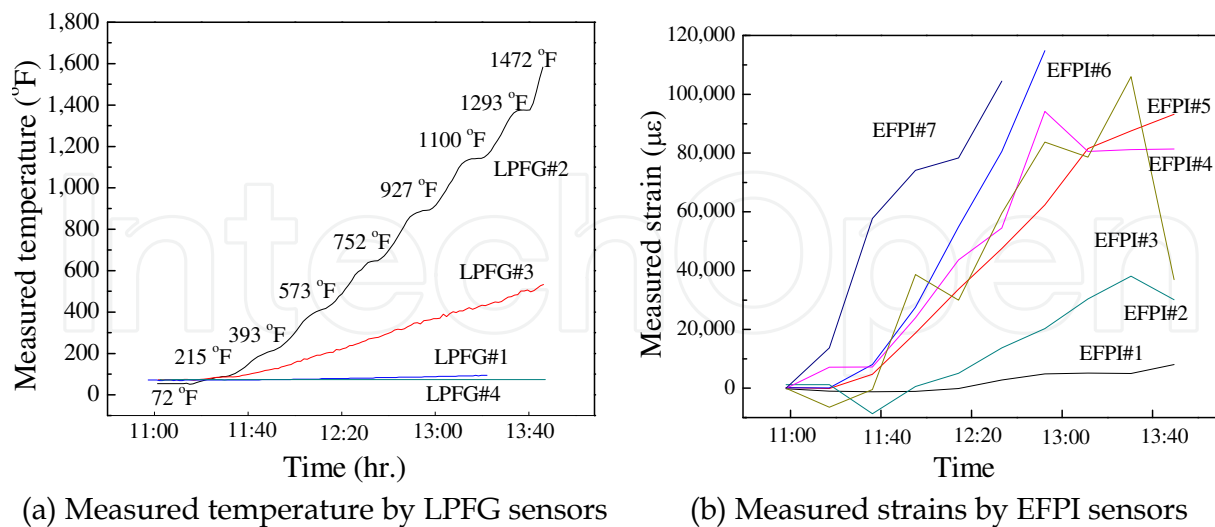 1,800
1,600
1,400
1,200
1,000
800
600
400
200
0
Measured temperature (°F)
1472 °F
1293 °F
1100 °F
LPFG#2
927 °F
752 °F
LPFG#3
573 °F
393 °F
215 °F
LPFG#1
72 °F
LPFG#4
11:00 11:40 12:20 13:00 13:40
Time (hr.)
(a) Measured temperature by LPFG sensors
120,000
100,000
80,000
60,000
40,000
20,000
0
Measured strain (με)
EFPI#6
EFPI#5
EFPI#7
EFPI#4
EFPI#3
EFPI#2
EFPI#1
11:00 11:40 12:20 13:00 13:40
Time
(b) Measured strains by EFPI sensors
IntechOpen